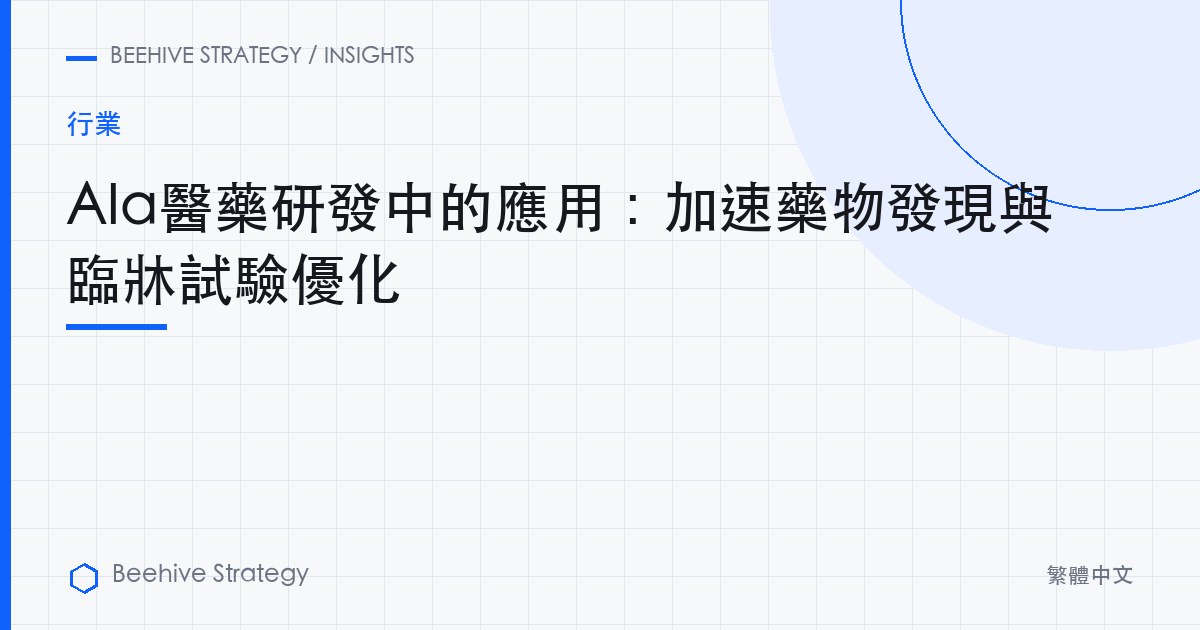 BEEHIVE STRATEGY / INSIGHTS
行業
AIa醫藥研發中的應用：加速藥物發現與
臨牀試驗優化
Beehive Strategy
繁體中文